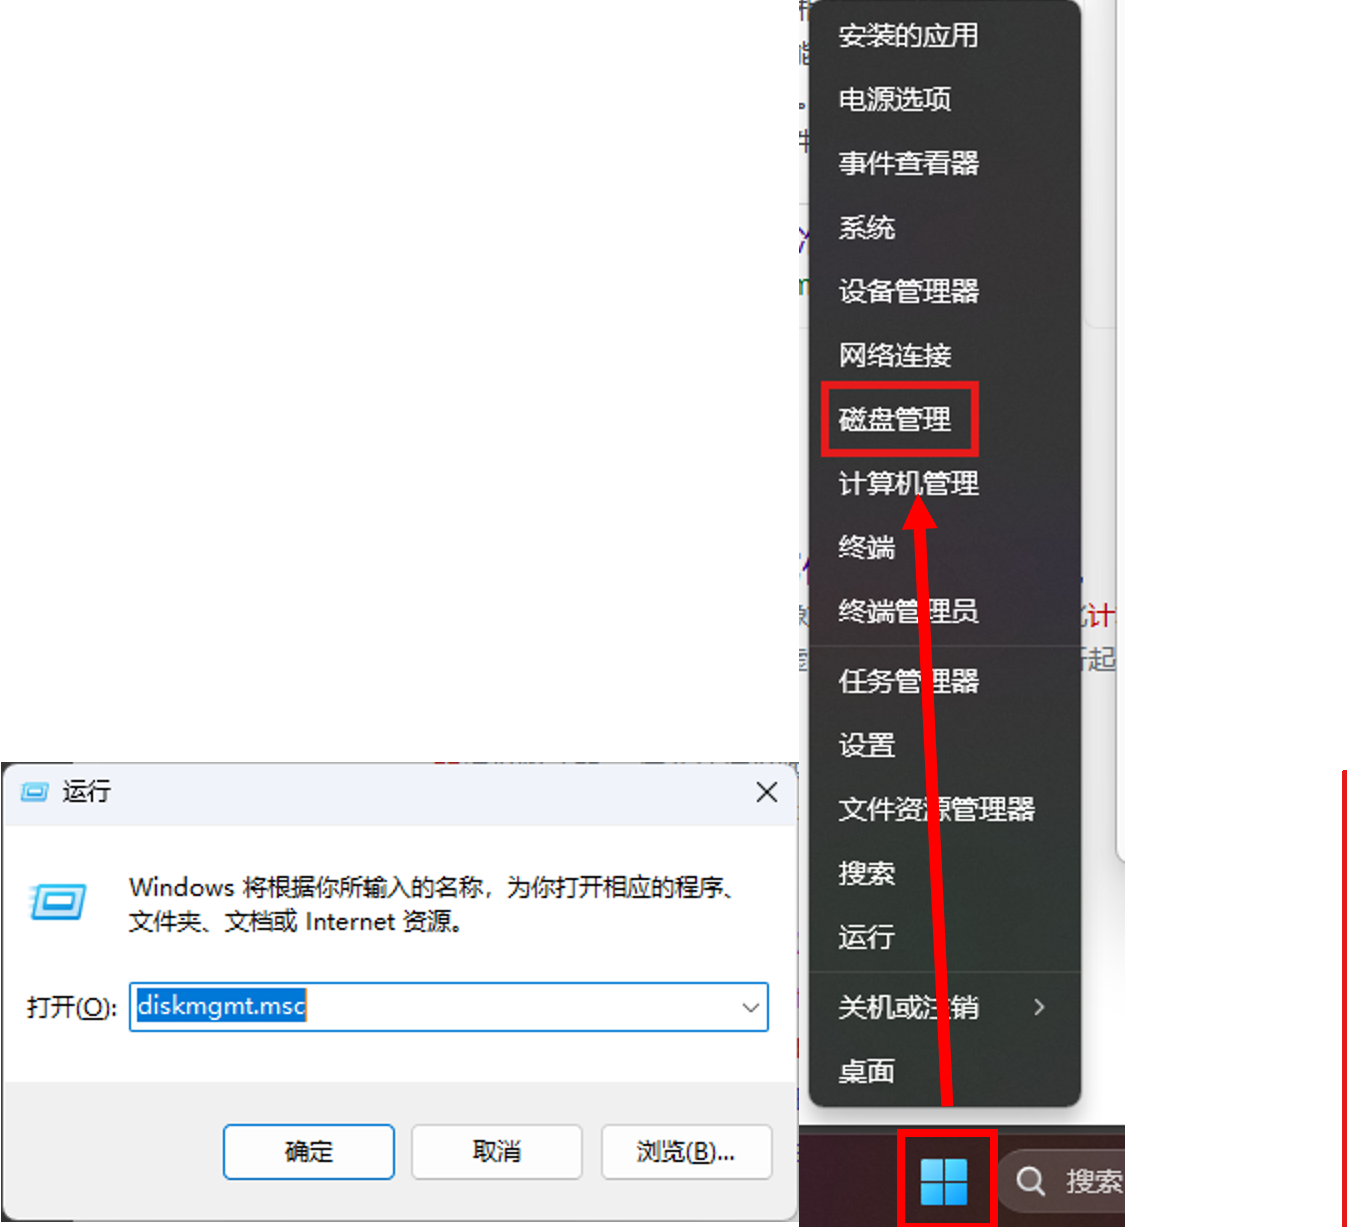 安装的应用
电源选项
事件查看器
系统
设备管理器
网络连接
磁盘管理
计算机管理
终端
终端管理员
任务管理器
设置
文件资源管理器
搜索
运行
关机或注销
桌面
搜索
计
起
运行
Windows 将根据你所输入的名称，为你打开相应的程序、
文件夹、文档或 Internet 资源。
打开(O):
diskmgmt.msc
确定
取消
浏览(B)...